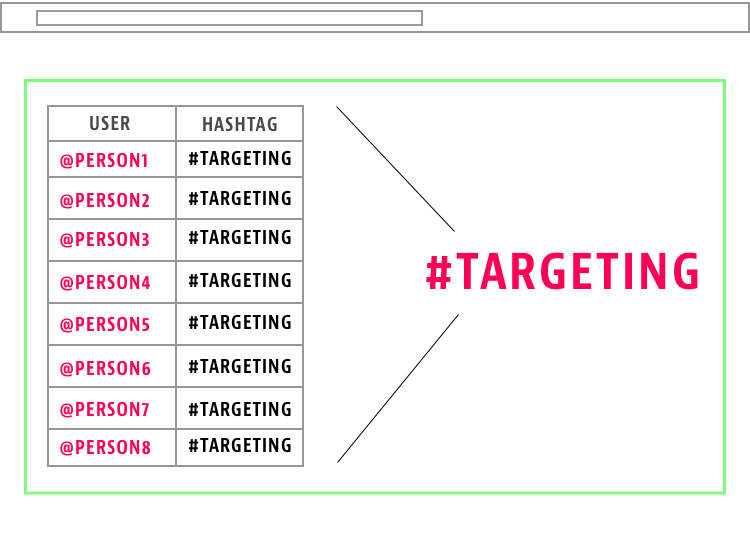 USER HASHTAG
@PERSON1 #TARGETING
@PERSON2 #TARGETING
@PERSON3 #TARGETING
@PERSON4 #TARGETING
@PERSON5 #TARGETING
@PERSON6 #TARGETING
@PERSON7 #TARGETING
@PERSON8 #TARGETING
#TARGETING